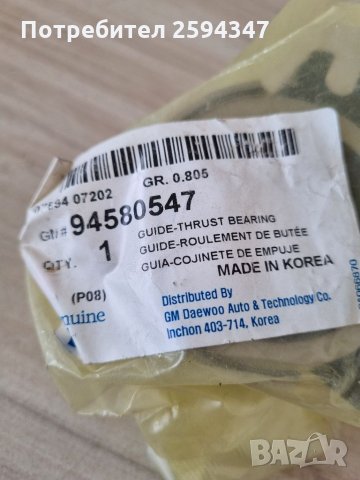 Потребител 2594347
94 07202
GR. 0.805
GM# 94580547
QTY. 1
GUIDE-THRUST BEARING
GUIDE-ROULEMENT DE BUTÉE
GUIA-COJINETE DE EMPUJE
MADE IN KOREA
(P08)
Distributed By
GM Daewoo Auto & Technology Co.
Inchon 403-714, Korea
BAZAR